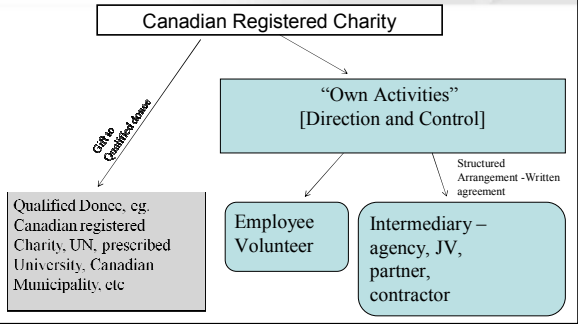 Canadian Registered Charity
Gift to
Qualified donee
“Own Activities”
[Direction and Control]
Structured
Arrangement -Written
agreement
Qualified Donee, eg.
Canadian registered
Charity, UN, prescribed
University, Canadian
Municipality, etc
Employee
Volunteer
Intermediary –
agency, JV,
partner,
contractor